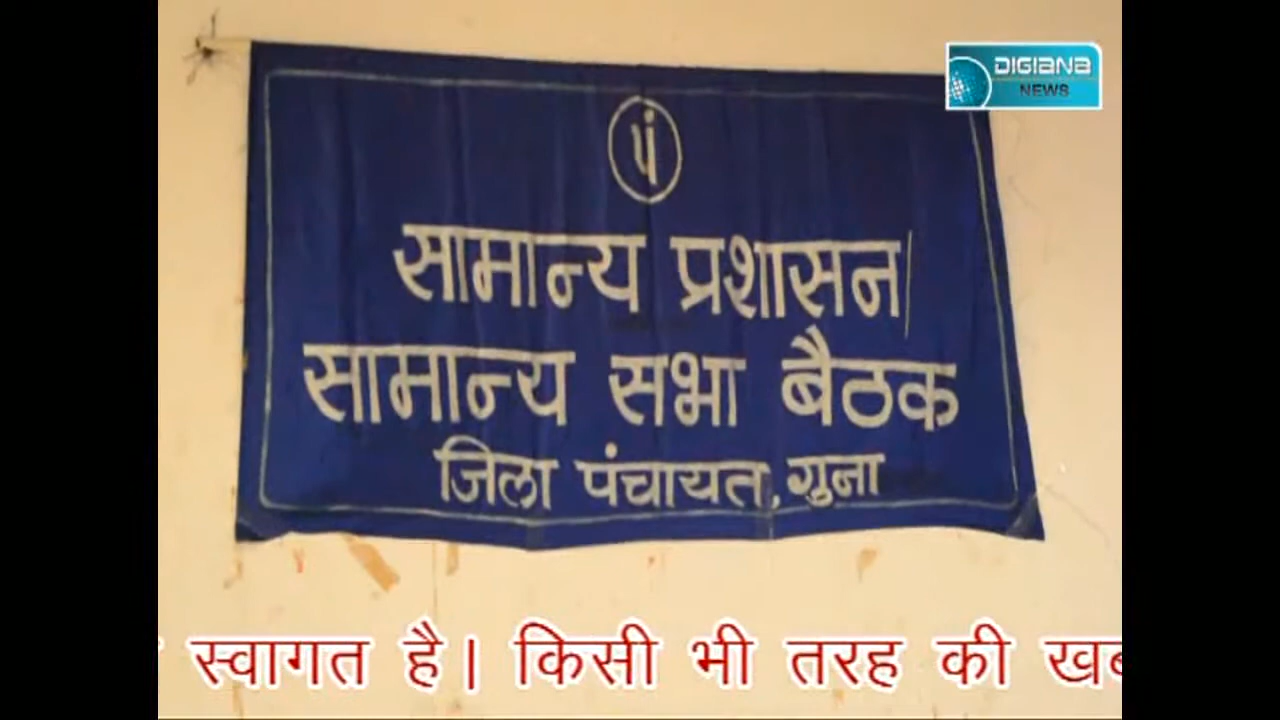 DIGIANA
NEWS
पं
सामान्य प्रशासन/
सामान्य सभा बैठक
जिला पंचायत, गुना
स्वागत है। किसी भी तरह की